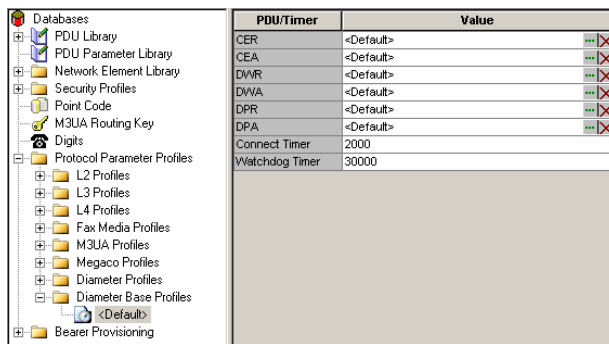 Databases
PDU Library
PDU Parameter Library
Network Element Library
Security Profiles
Point Code
M3UA Routing Key
Digits
Protocol Parameter Profiles
L2 Profiles
L3 Profiles
L4 Profiles
Fax Media Profiles
M3UA Profiles
Megaco Profiles
Diameter Profiles
Diameter Base Profiles
<Default>
Bearer Provisioning
PDU/Timer Value
CER <Default>
CEA <Default>
DWR <Default>
DWA <Default>
DPR <Default>
DPA <Default>
Connect Timer 2000
Watchdog Timer 30000